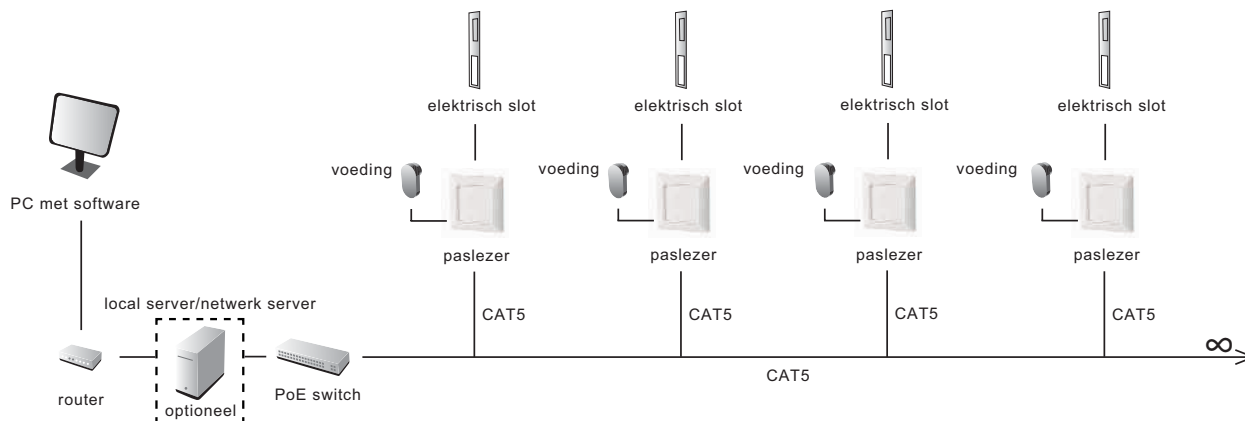 elektrisch slot
elektrisch slot
elektrisch slot
elektrisch slot
voeding
voeding
voeding
voeding
PC met software
paslezer
paslezer
paslezer
paslezer
local server/netwerk server
CAT5
CAT5
CAT5
CAT5
∞
CAT5
router
optioneel
PoE switch